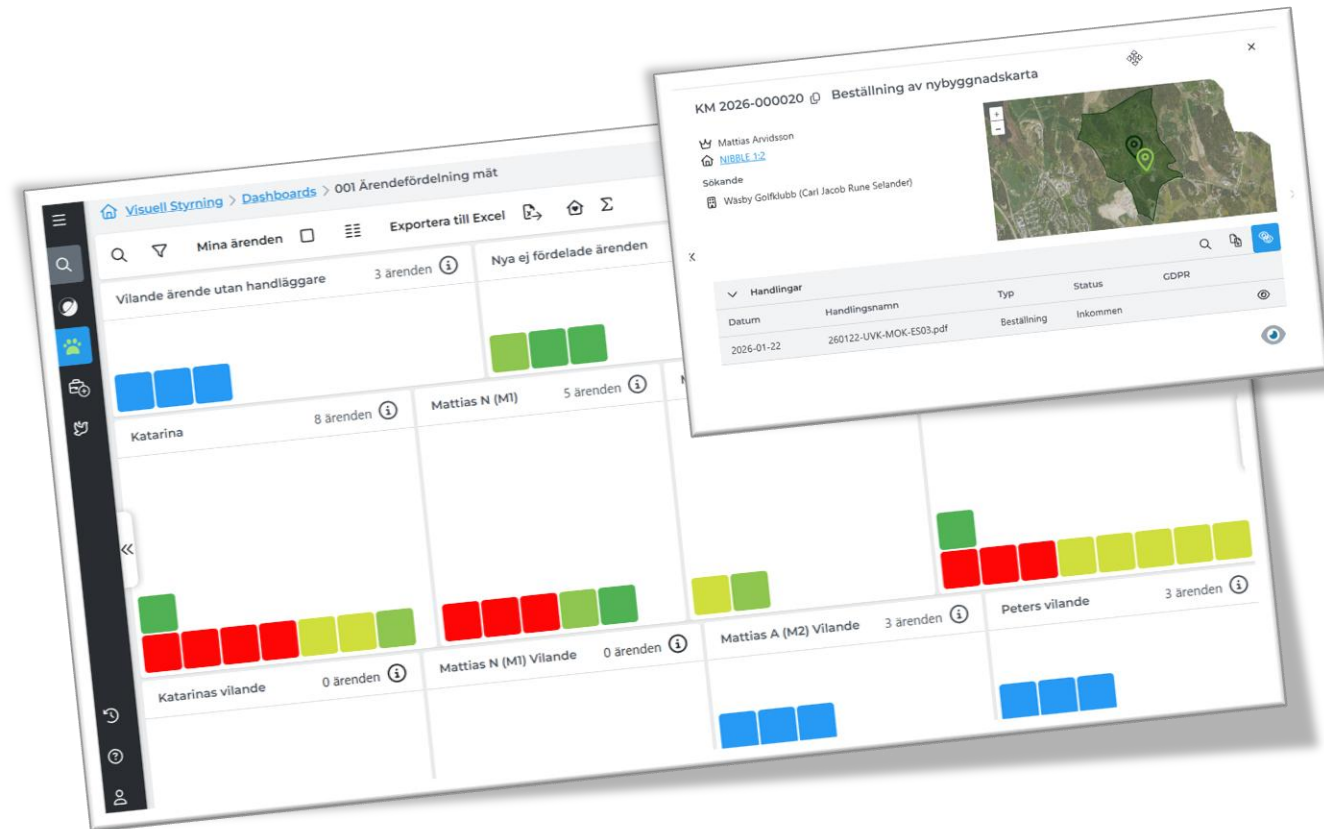 Visuell Styrning > Dashboards > 001 Ärendefördelning mät
Mina ärenden
Exportera till Excel
Σ
Vilande ärende utan handläggare 3 ärenden
Nya ej fördelade ärenden
Katarina 8 ärenden
Mattias N (M1) 5 ärenden
Katarinas vilande 0 ärenden
Mattias N (M1) Vilande 0 ärenden
Mattias A (M2) Vilande 3 ärenden
Peters vilande 3 ärenden
KM 2026-000020 Beställning av nybyggnadskarta
Mattias Arvidsson
NIBBLE 1:2
Sökande
Wäsby Golfklubb (Carl Jacob Rune Selander)
Handlingar
Datum Handlingsnamn Typ Status GDPR
2026-01-22 260122-UVK-MOK-ES03.pdf Beställning Inkommen